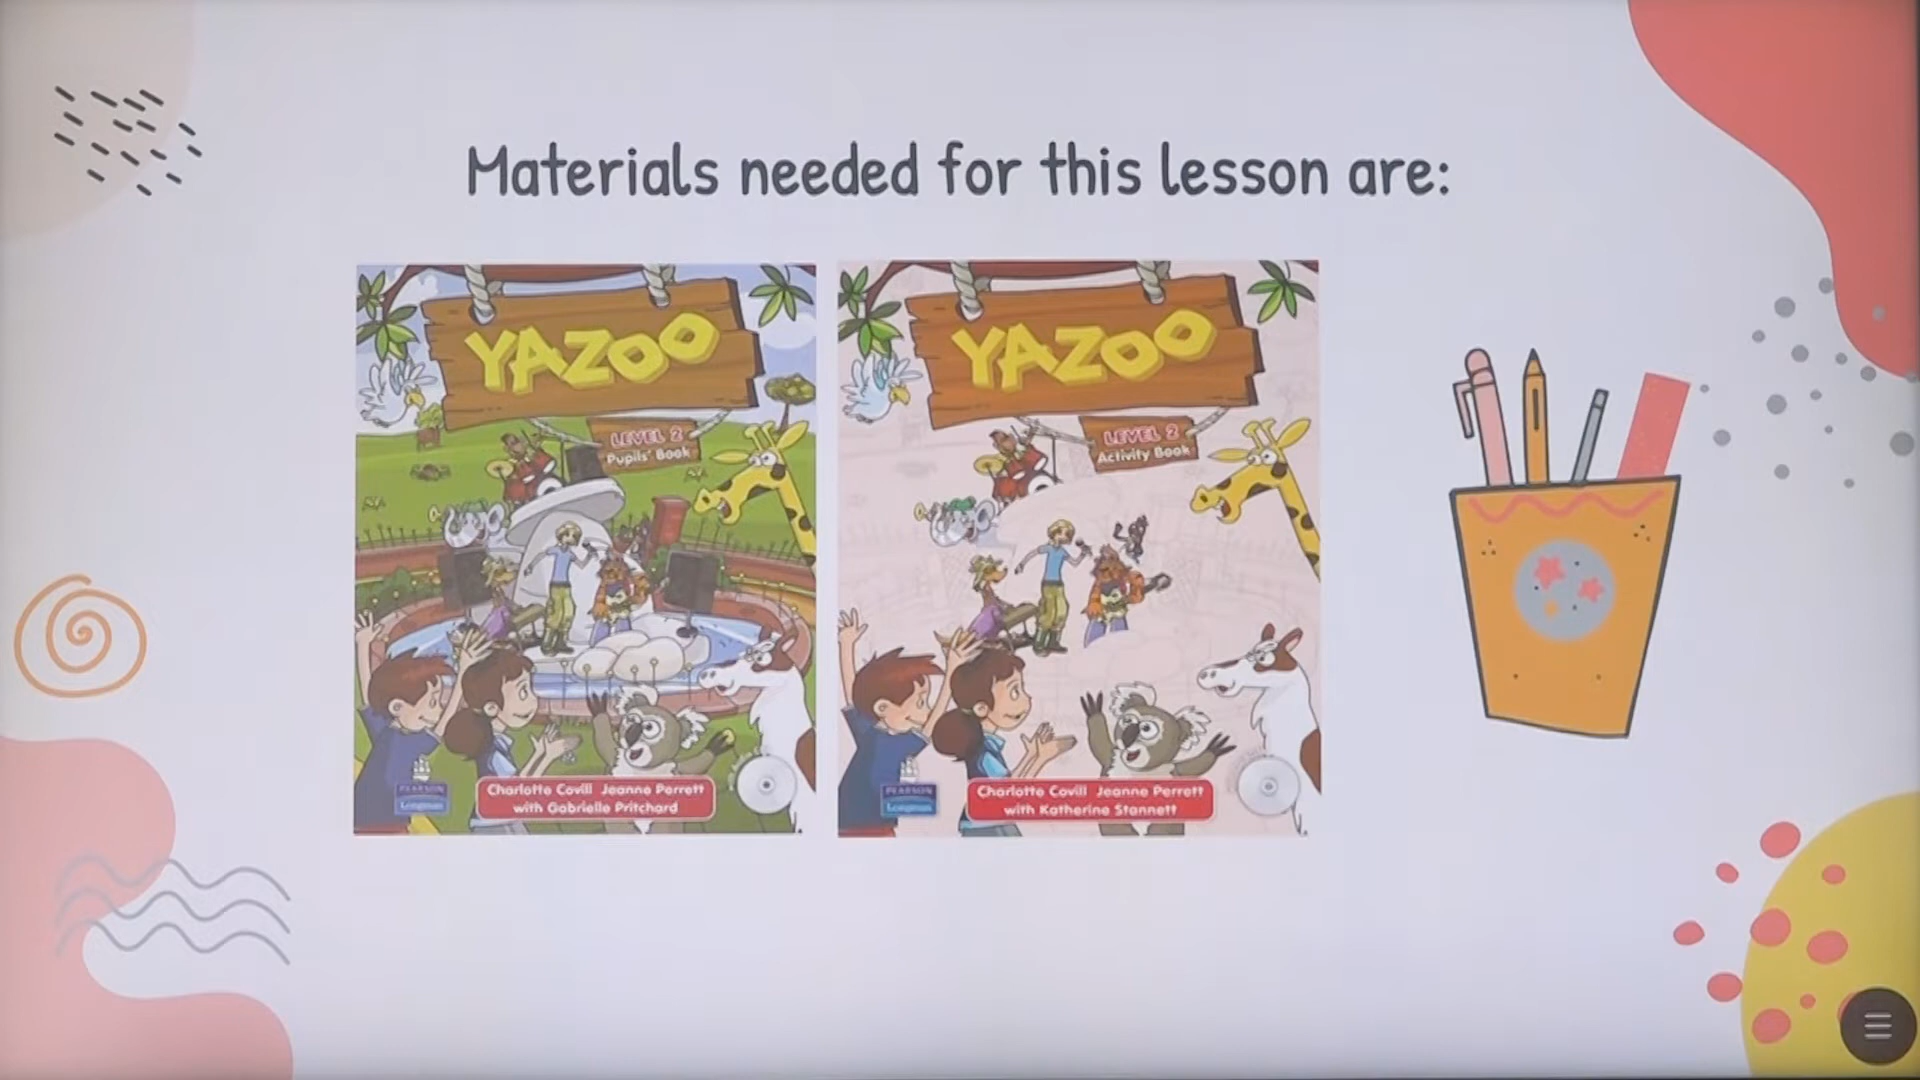 Materials needed for this lesson are:
YAZOO
LEVEL 2
Pupils' Book
PEARSON
Longman
Charlotte Covill Jeanne Perrett
with Gabrielle Pritchard
YAZOO
LEVEL 2
Activity Book
PEARSON
Longman
Charlotte Covill Jeanne Perrett
with Katherine Stannett